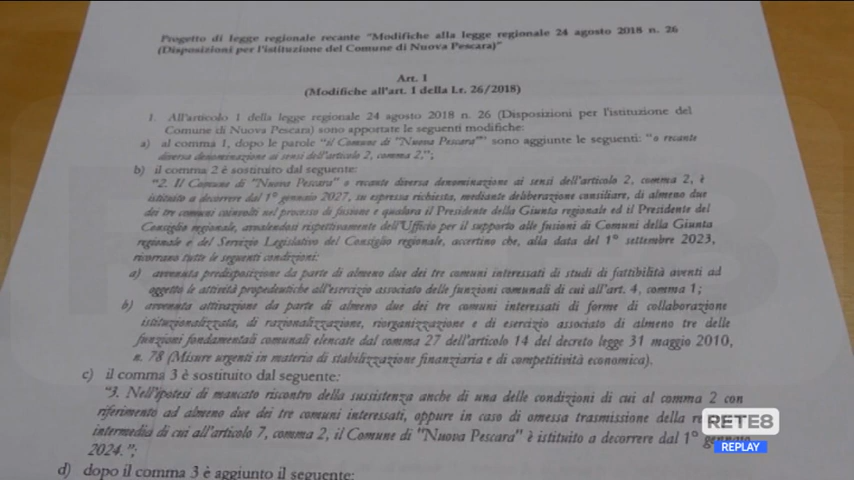 Progetto di legge regionale recante "Modifiche alla legge regionale 24 agosto 2018 n. 26
(Disposizioni per l'istituzione del Comune di Nuova Pescara)"
Art. 1
(Modifiche all'art. 1 della l.r. 26/2018)
1. All'articolo 1 della legge regionale 24 agosto 2018 n. 26 (Disposizioni per l'istituzione del
Comune di Nuova Pescara) sono apportate le seguenti modifiche:
a) al comma 1, dopo le parole "il Comune di "Nuova Pescara"" sono aggiunte le seguenti: "o recante
diversa denominazione ai sensi dell'articolo 2, comma 2,";
b) il comma 2 è sostituito dal seguente:
"2. Il Comune di "Nuova Pescara" o recante diversa denominazione ai sensi dell'articolo 2, comma 2, è
istituito a decorrere dal 1° gennaio 2027, su espressa richiesta, mediante deliberazione consiliare, di almeno due
dei tre comuni coinvolti nel processo di fusione e qualora il Presidente della Giunta regionale ed il Presidente del
Consiglio regionale, avvalendosi rispettivamente dell'Ufficio per il supporto alle fusioni di Comuni della Giunta
regionale e del Servizio Legislativo del Consiglio regionale, accertino che, alla data del 1° settembre 2023,
ricorrano tutte le seguenti condizioni:
a) avvenuta predisposizione da parte di almeno due dei tre comuni interessati di studi di fattibilità aventi ad
oggetto le attività propedeutiche all'esercizio associato delle funzioni comunali di cui all'art. 4, comma 1;
b) avvenuta attivazione da parte di almeno due dei tre comuni interessati di forme di collaborazione
istituzionalizzata, di razionalizzazione, riorganizzazione e di esercizio associato di almeno tre delle
funzioni fondamentali comunali elencate dal comma 27 dell'articolo 14 del decreto legge 31 maggio 2010,
n. 78 (Misure urgenti in materia di stabilizzazione finanziaria e di competitività economica).
c) il comma 3 è sostituito dal seguente:
"3. Nell'ipotesi di mancato riscontro della sussistenza anche di una delle condizioni di cui al comma 2 con
riferimento ad almeno due dei tre comuni interessati, oppure in caso di omessa trasmissione della
intermedia di cui all'articolo 7, comma 2, il Comune di "Nuova Pescara" è istituito a decorrere dal 1° gennaio
2024.";
d) dopo il comma 3 è aggiunto il seguente:
RETE8
REPLAY